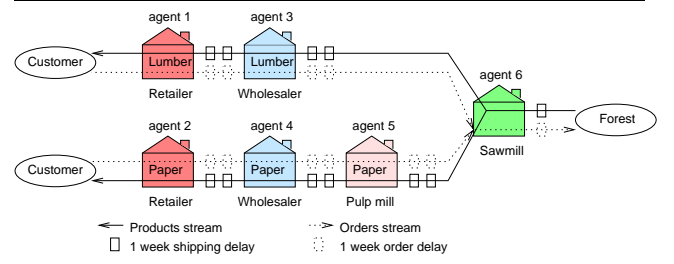 agent 1
agent 3
Customer
Lumber
Lumber
agent 6
Retailer
Wholesaler
Forest
agent 2
agent 4
agent 5
Sawmill
Customer
Paper
Paper
Paper
Retailer
Wholesaler
Pulp mill
Products stream
Orders stream
1 week shipping delay
1 week order delay